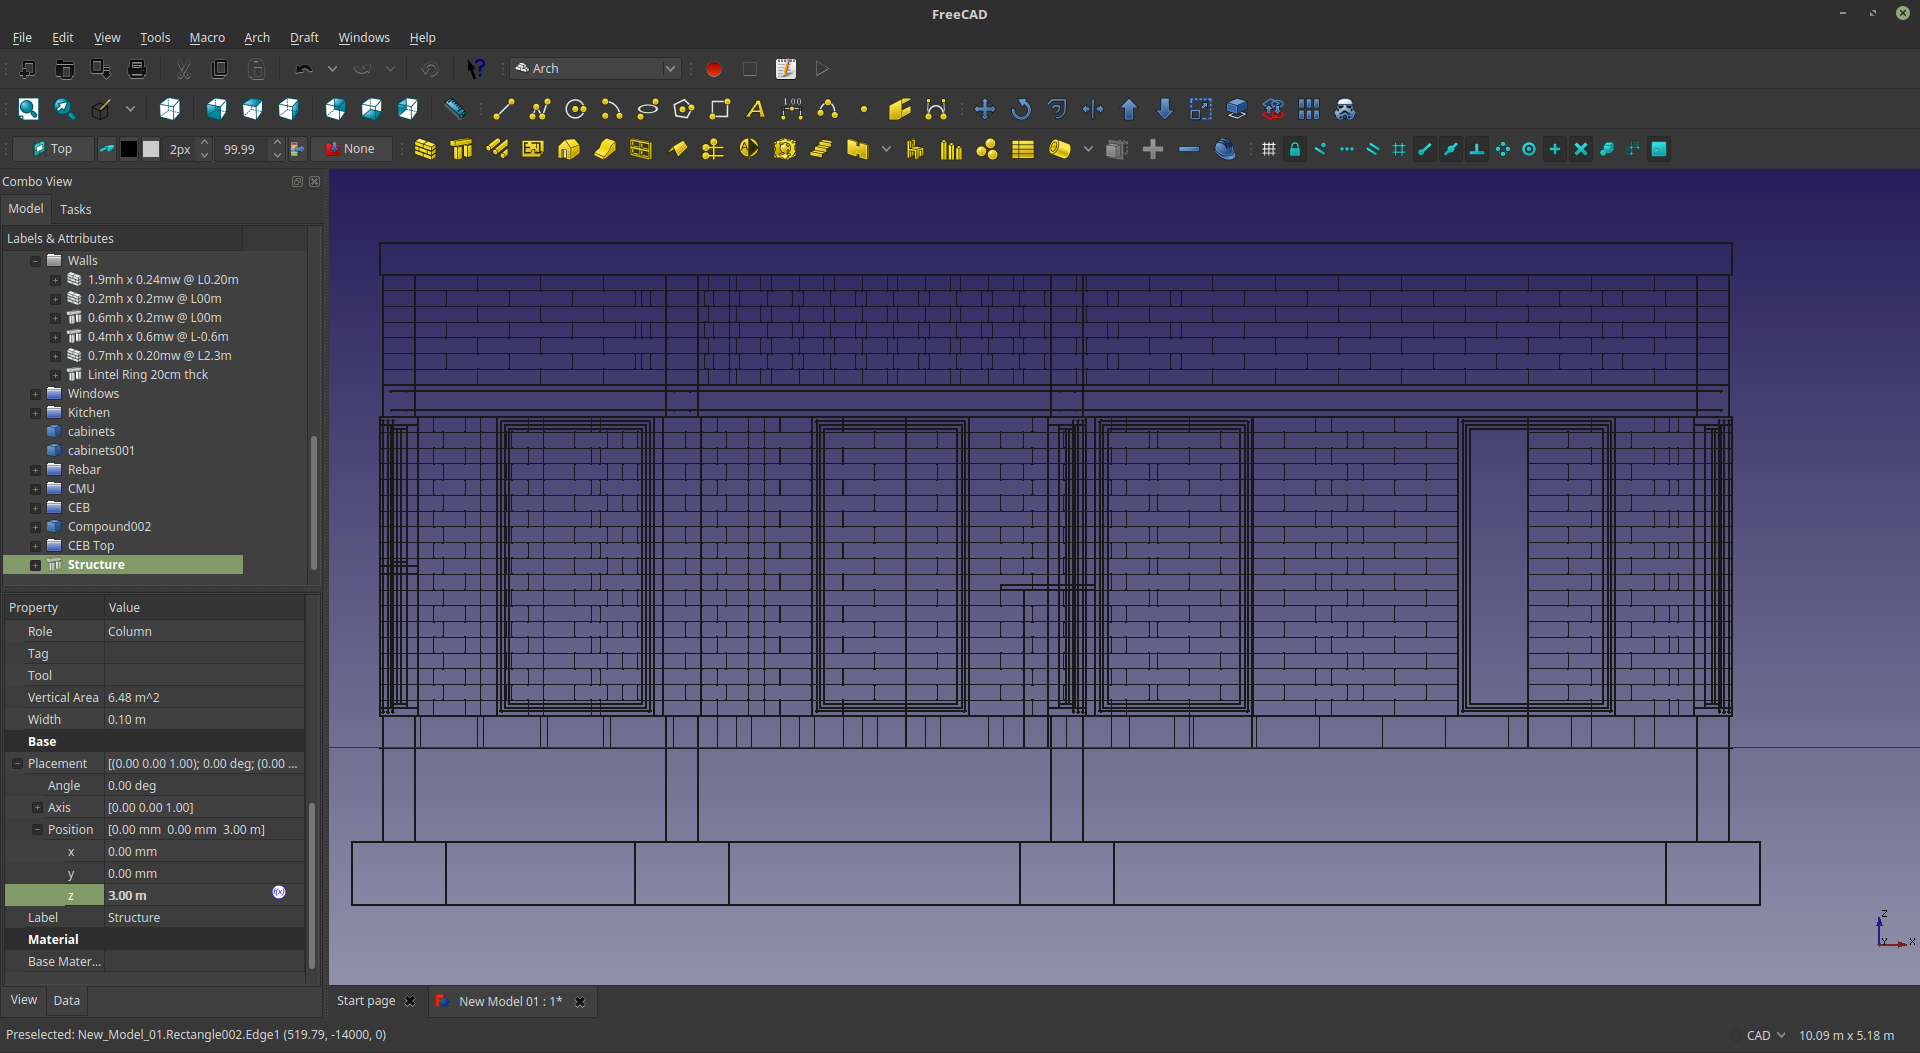 FreeCAD
File Edit View Tools Macro Arch Draft Windows Help
Arch
A 1.00
Top 2px 99.99 None
Combo View
Model Tasks
Labels & Attributes
Walls
1.9mh x 0.24mw @ L0.20m
0.2mh x 0.2mw @ L00m
0.6mh x 0.2mw @ L00m
0.4mh x 0.6mw @ L-0.6m
0.7mh x 0.20mw @ L2.3m
Lintel Ring 20cm thck
Windows
Kitchen
cabinets
cabinets001
Rebar
CMU
CEB
Compound002
CEB Top
Structure
Property Value
Role Column
Tag
Tool
Vertical Area 6.48 m^2
Width 0.10 m
Base
Placement [(0.00 0.00 1.00); 0.00 deg; (0.00 ...
Angle 0.00 deg
Axis [0.00 0.00 1.00]
Position [0.00 mm 0.00 mm 3.00 m]
x 0.00 mm
y 0.00 mm
z 3.00 m
Label Structure
Material
Base Mater...
View Data
Start page New Model 01 : 1*
Z
Y X
Preselected: New_Model_01.Rectangle002.Edge1 (519.79, -14000, 0)
CAD 10.09 m x 5.18 m